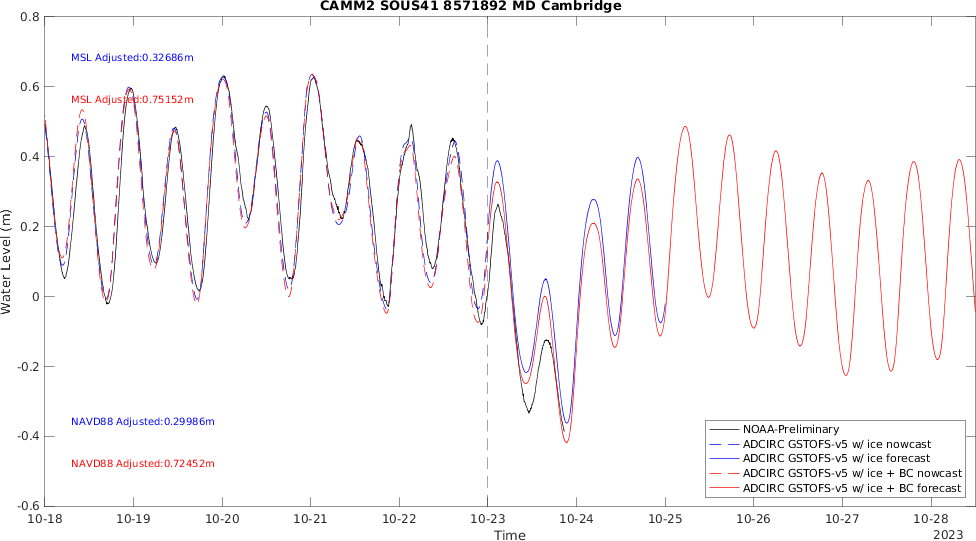 CAMM2 SOUS41 8571892 MD Cambridge
0.8
0.6
0.4
0.2
0
-0.2
-0.4
-0.6
Water Level (m)
MSL Adjusted:0.32686m
MSL Adjusted:0.75152m
NAVD88 Adjusted:0.29986m
NAVD88 Adjusted:0.72452m
NOAA-Preliminary
ADCIRC GSTOFS-v5 w/ ice nowcast
ADCIRC GSTOFS-v5 w/ ice forecast
ADCIRC GSTOFS-v5 w/ ice + BC nowcast
ADCIRC GSTOFS-v5 w/ ice + BC forecast
10-18 10-19 10-20 10-21 10-22 10-23 10-24 10-25 10-26 10-27 10-28
Time
2023